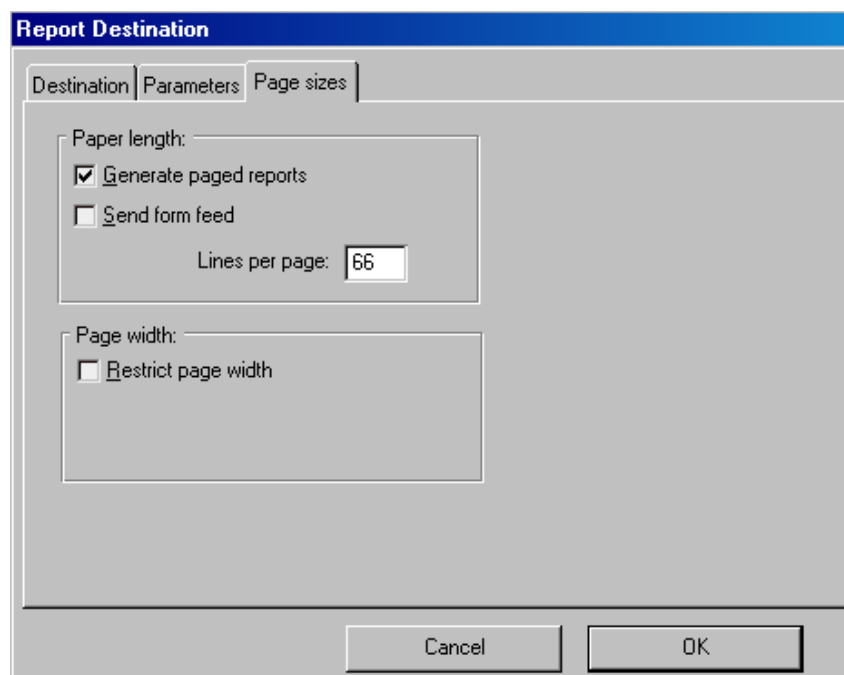 Report Destination
Destination Parameters Page sizes
Paper length:
Generate paged reports
Send form feed
Lines per page: 66
Page width:
Restrict page width
Cancel OK